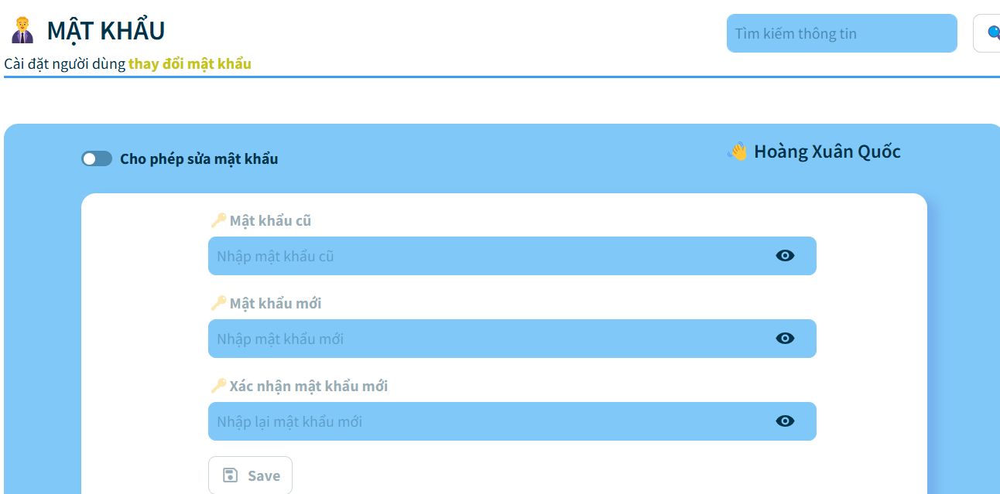 MẬT KHẨU
Tìm kiếm thông tin
Cài đặt người dùng thay đổi mật khẩu
Cho phép sửa mật khẩu
Hoàng Xuân Quốc
Mật khẩu cũ
Nhập mật khẩu cũ
Mật khẩu mới
Nhập mật khẩu mới
Xác nhận mật khẩu mới
Nhập lại mật khẩu mới
Save